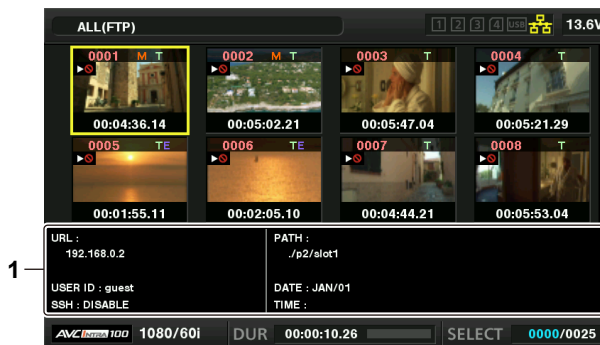 ALL(FTP)
1 2 3 4 USB 13.6V
0001 M T
0002 M T
0003 T
0004 T
00:04:36.14
00:05:02.21
00:05:47.04
00:05:21.29
0005 TE
0006 TE
0007 T
0008 T
00:01:55.11
00:02:05.10
00:04:44.21
00:05:53.04
1
URL :
192.168.0.2
USER ID : guest
SSH : DISABLE
PATH :
./p2/slot1
DATE : JAN/01
TIME :
AVC Intra 100 1080/60i DUR 00:00:10.26 SELECT 0000/0025